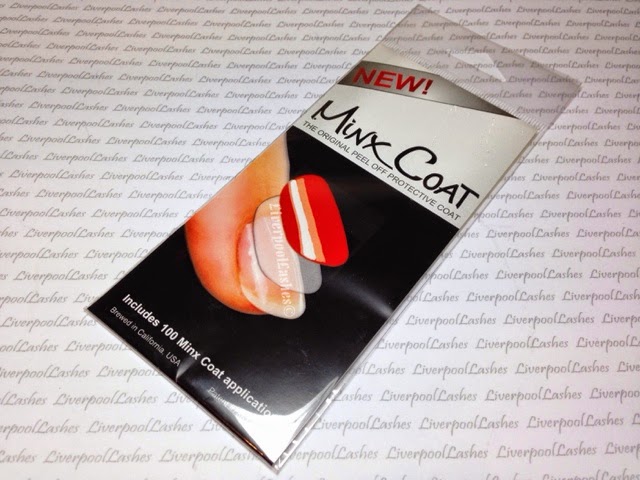 NEW!
Minx Coat
THE ORIGINAL PEEL OFF PROTECTIVE COAT
LiverpoolLashes
LiverpoolLashes
Includes 100 Minx Coat applicatio
Brewed in California, USA